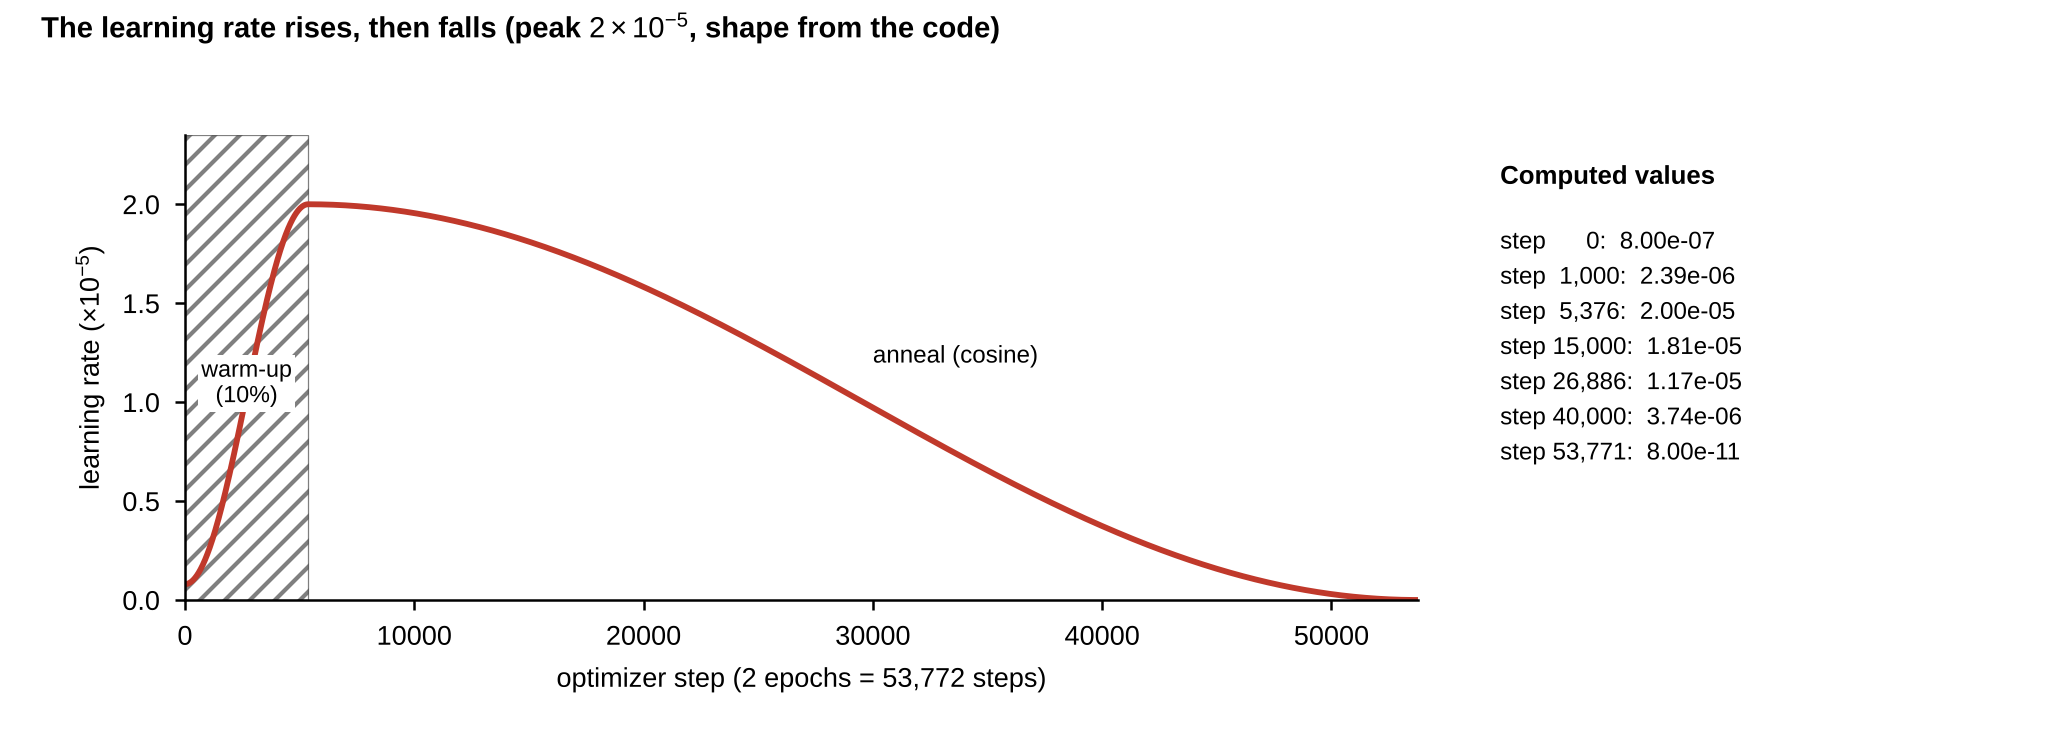 The learning rate rises, then falls (peak 2×10⁻⁵, shape from the code)
learning rate (×10⁻⁵)
2.0
1.5
1.0
0.5
0.0
warm-up
(10%)
anneal (cosine)
0 10000 20000 30000 40000 50000
optimizer step (2 epochs = 53,772 steps)
Computed values
step 0: 8.00e-07
step 1,000: 2.39e-06
step 5,376: 2.00e-05
step 15,000: 1.81e-05
step 26,886: 1.17e-05
step 40,000: 3.74e-06
step 53,771: 8.00e-11